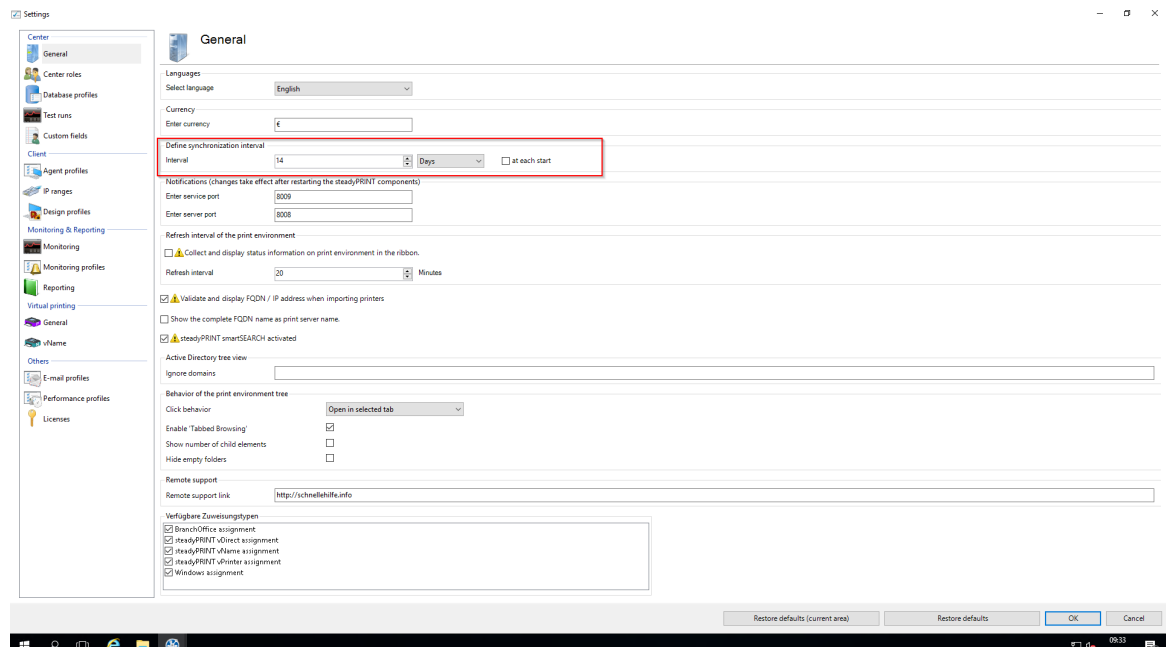 Settings
Center
General
Center roles
Database profiles
Test runs
Custom fields
Client
Agent profiles
IP ranges
Design profiles
Monitoring & Reporting
Monitoring
Monitoring profiles
Reporting
Virtual printing
General
vName
Others
E-mail profiles
Performance profiles
Licenses
General
Languages
Select language English
Currency
Enter currency €
Define synchronization interval
Interval 14 Days at each start
Notifications (changes take effect after restarting the steadyPRINT components)
Enter service port 8009
Enter server port 8008
Refresh interval of the print environment
Collect and display status information on print environment in the ribbon.
Refresh interval 20 Minutes
Validate and display FQDN / IP address when importing printers
Show the complete FQDN name as print server name.
steadyPRINT smartSEARCH activated
Active Directory tree view
Ignore domains
Behavior of the print environment tree
Click behavior Open in selected tab
Enable 'Tabbed Browsing'
Show number of child elements
Hide empty folders
Remote support
Remote support link http://schnellehilfe.info
Verfügbare Zuweisungstypen
BranchOffice assignment
steadyPRINT vDirect assignment
steadyPRINT vName assignment
steadyPRINT vPrinter assignment
Windows assignment
Restore defaults (current area) Restore defaults OK Cancel
09:33